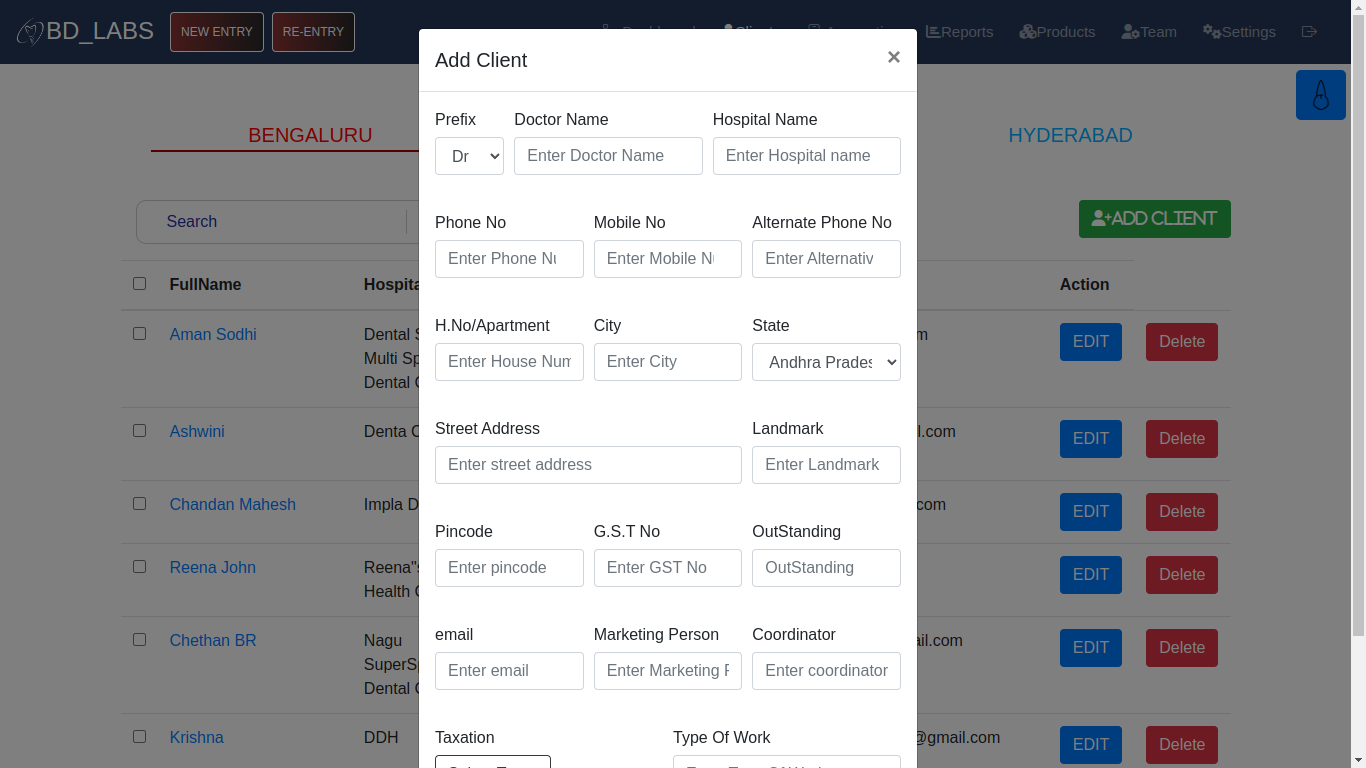 BD_LABS NEW ENTRY RE-ENTRY Reports Products Team Settings
Add Client ×
BENGALURU HYDERABAD
Prefix Doctor Name Hospital Name
Dr Enter Doctor Name Enter Hospital name
Search ADD CLIENT
Phone No Mobile No Alternate Phone No
Enter Phone Nu Enter Mobile Nu Enter Alternativ
FullName Hospita Action
H.No/Apartment City State
Enter House Num Enter City Andhra Prades
Aman Sodhi Dental S om EDIT Delete
Multi Sp
Dental C
Street Address Landmark
Enter street address Enter Landmark
Ashwini Denta C il.com EDIT Delete
Chandan Mahesh Impla D com EDIT Delete
Pincode G.S.T No OutStanding
Enter pincode Enter GST No OutStanding
Reena John Reena"s EDIT Delete
Health C
email Marketing Person Coordinator
Enter email Enter Marketing P Enter coordinator
Chethan BR Nagu ail.com EDIT Delete
SuperSp
Dental C
Taxation Type Of Work
Krishna DDH @gmail.com EDIT Delete